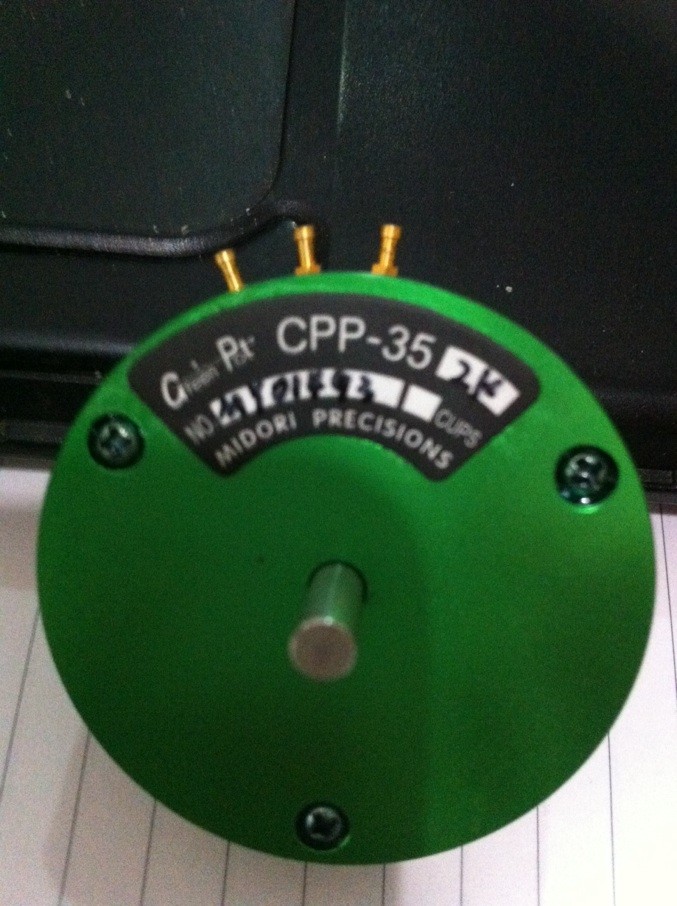 Green Pot CPP-35 2K
NO. CUPS
MIDORI PRECISIONS